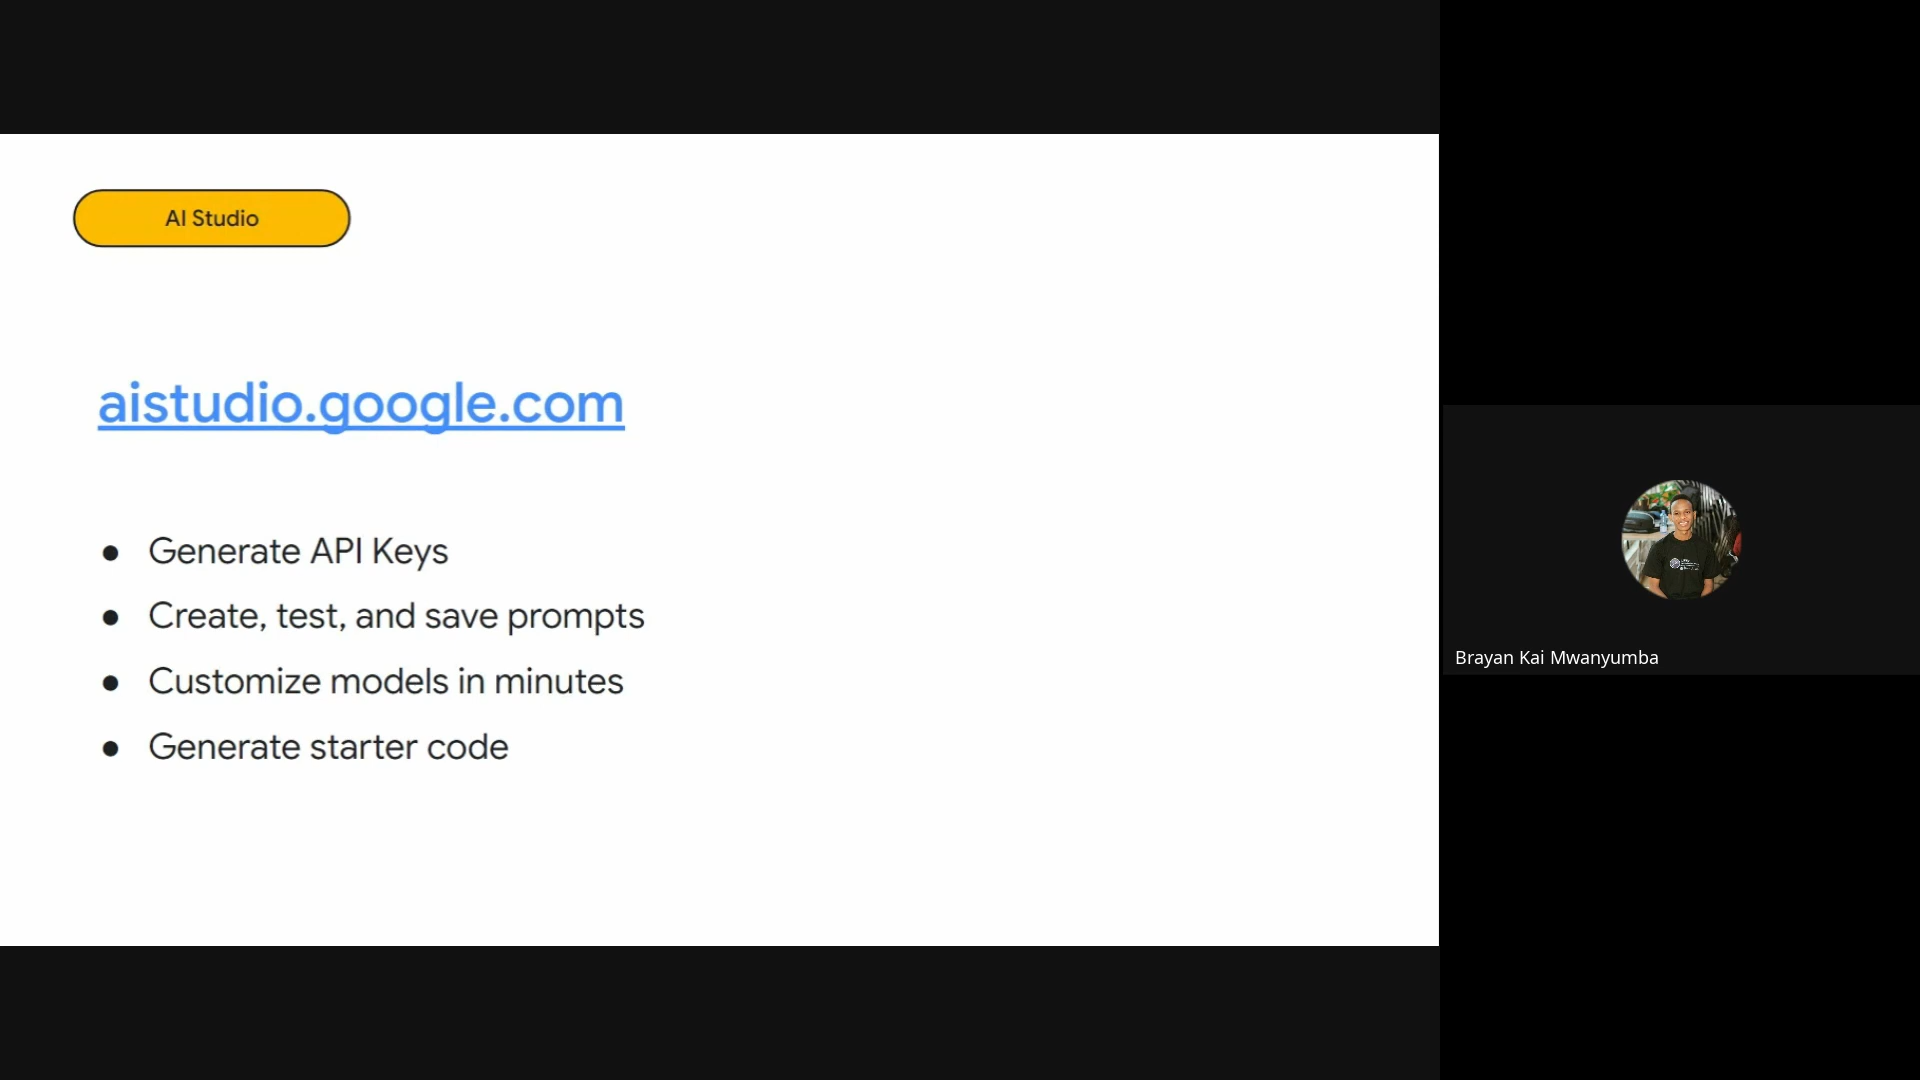 AI Studio
aistudio.google.com
● Generate API Keys
● Create, test, and save prompts
● Customize models in minutes
● Generate starter code
Brayan Kai Mwanyumba